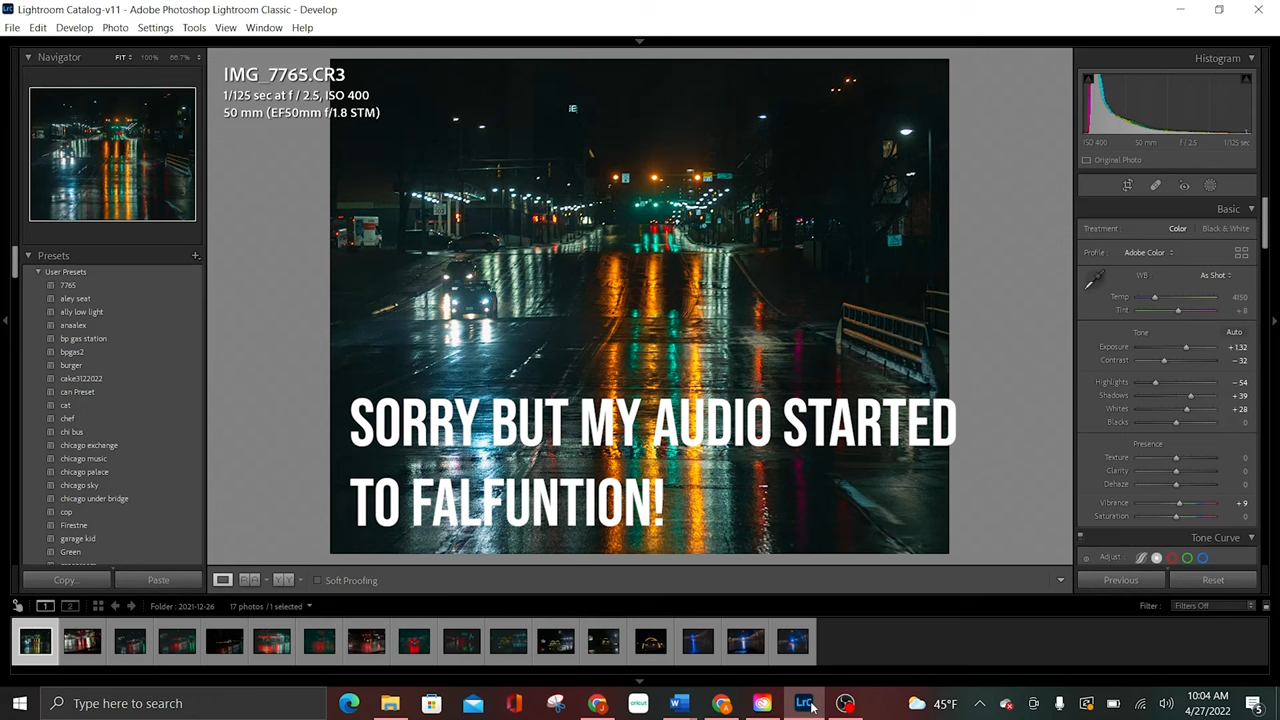 Lightroom Catalog-v11 - Adobe Photoshop Lightroom Classic - Develop
File Edit Develop Photo Settings Tools View Window Help
Navigator FIT 100% 66.7%
IMG_7765.CR3
1/125 sec at f / 2.5, ISO 400
50 mm (EF50mm f/1.8 STM)
Presets
User Presets
7765
aley seat
ally low light
anaalex
bp gas station
bpgas2
burger
cake3122022
can Preset
cat
chef
chi bus
chicago exchange
chicago music
chicago palace
chicago sky
chicago under bridge
cop
Firestne
garage kid
Green
Copy... Paste
SORRY BUT MY AUDIO STARTED
TO FALFUNTION!
Soft Proofing
Histogram
ISO 400 50 mm f / 2.5 1/125 sec
Original Photo
Basic
Treatment: Color Black & White
Profile: Adobe Color
WB: As Shot
Temp 4150
Tint + 8
Tone Auto
Exposure +1.32
Contrast − 32
Highlights − 54
Shadows + 39
Whites + 28
Blacks 0
Presence
Texture 0
Clarity 0
Dehaze 0
Vibrance + 9
Saturation 0
Tone Curve
Adjust:
Previous Reset
1 2 Folder : 2021-12-26 17 photos / 1 selected Filter : Filters Off
Type here to search
cricut
LrC
45°F
10:04 AM
4/27/2022
5